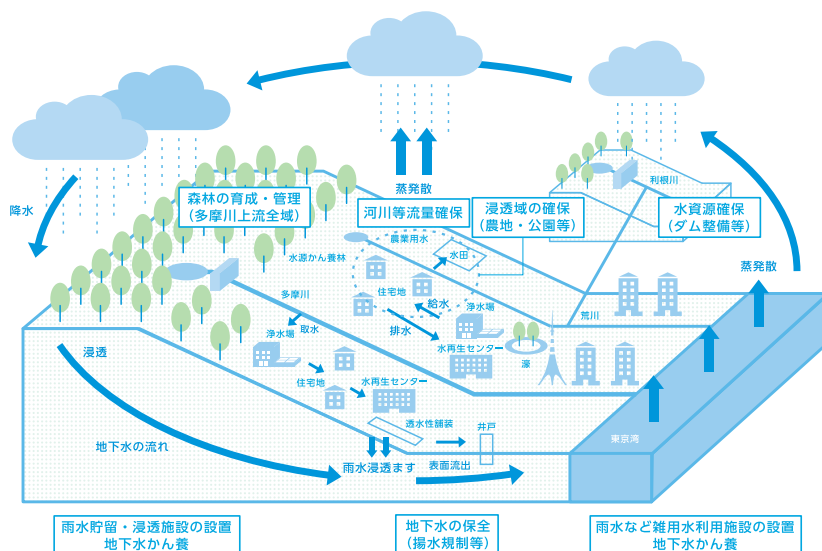 降水
森林の育成・管理
（多摩川上流全域）
蒸発散
河川等流量確保
浸透域の確保
（農地・公園等）
利根川
水資源確保
（ダム整備等）
蒸発散
水源かん養林
農業用水
水田
住宅地
給水
浄水場
荒川
多摩川
取水
浄水場
排水
水再生センター
濠
浸透
住宅地
水再生センター
透水性舗装
井戸
東京湾
地下水の流れ
雨水浸透ます
表面流出
雨水貯留・浸透施設の設置
地下水かん養
地下水の保全
（揚水規制等）
雨水など雑用水利用施設の設置
地下水かん養